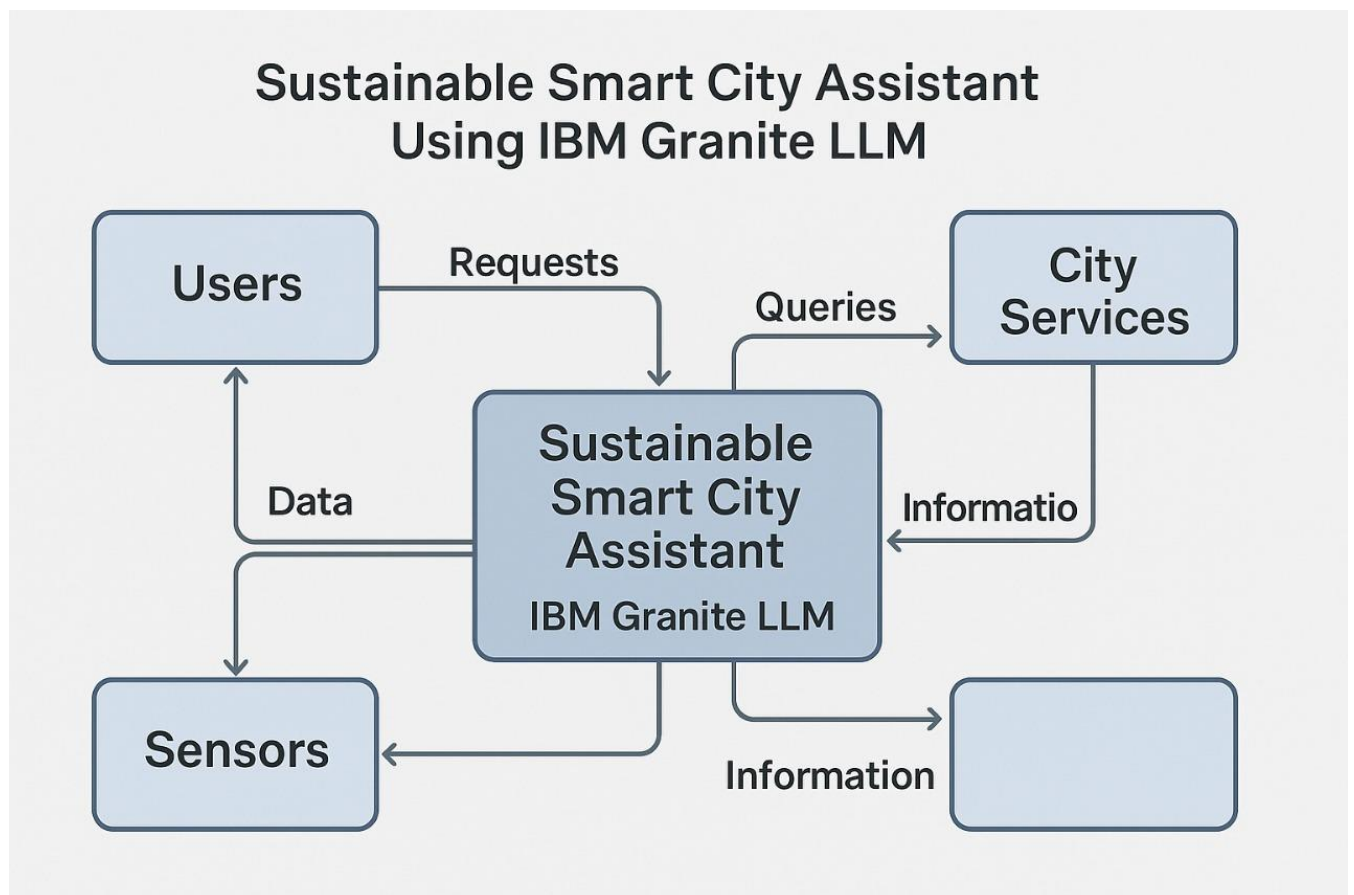 Sustainable Smart City Assistant
Using IBM Granite LLM
Users
Requests
Queries
City
Services
Sustainable
Smart City
Assistant
IBM Granite LLM
Data
Informatio
Sensors
Information